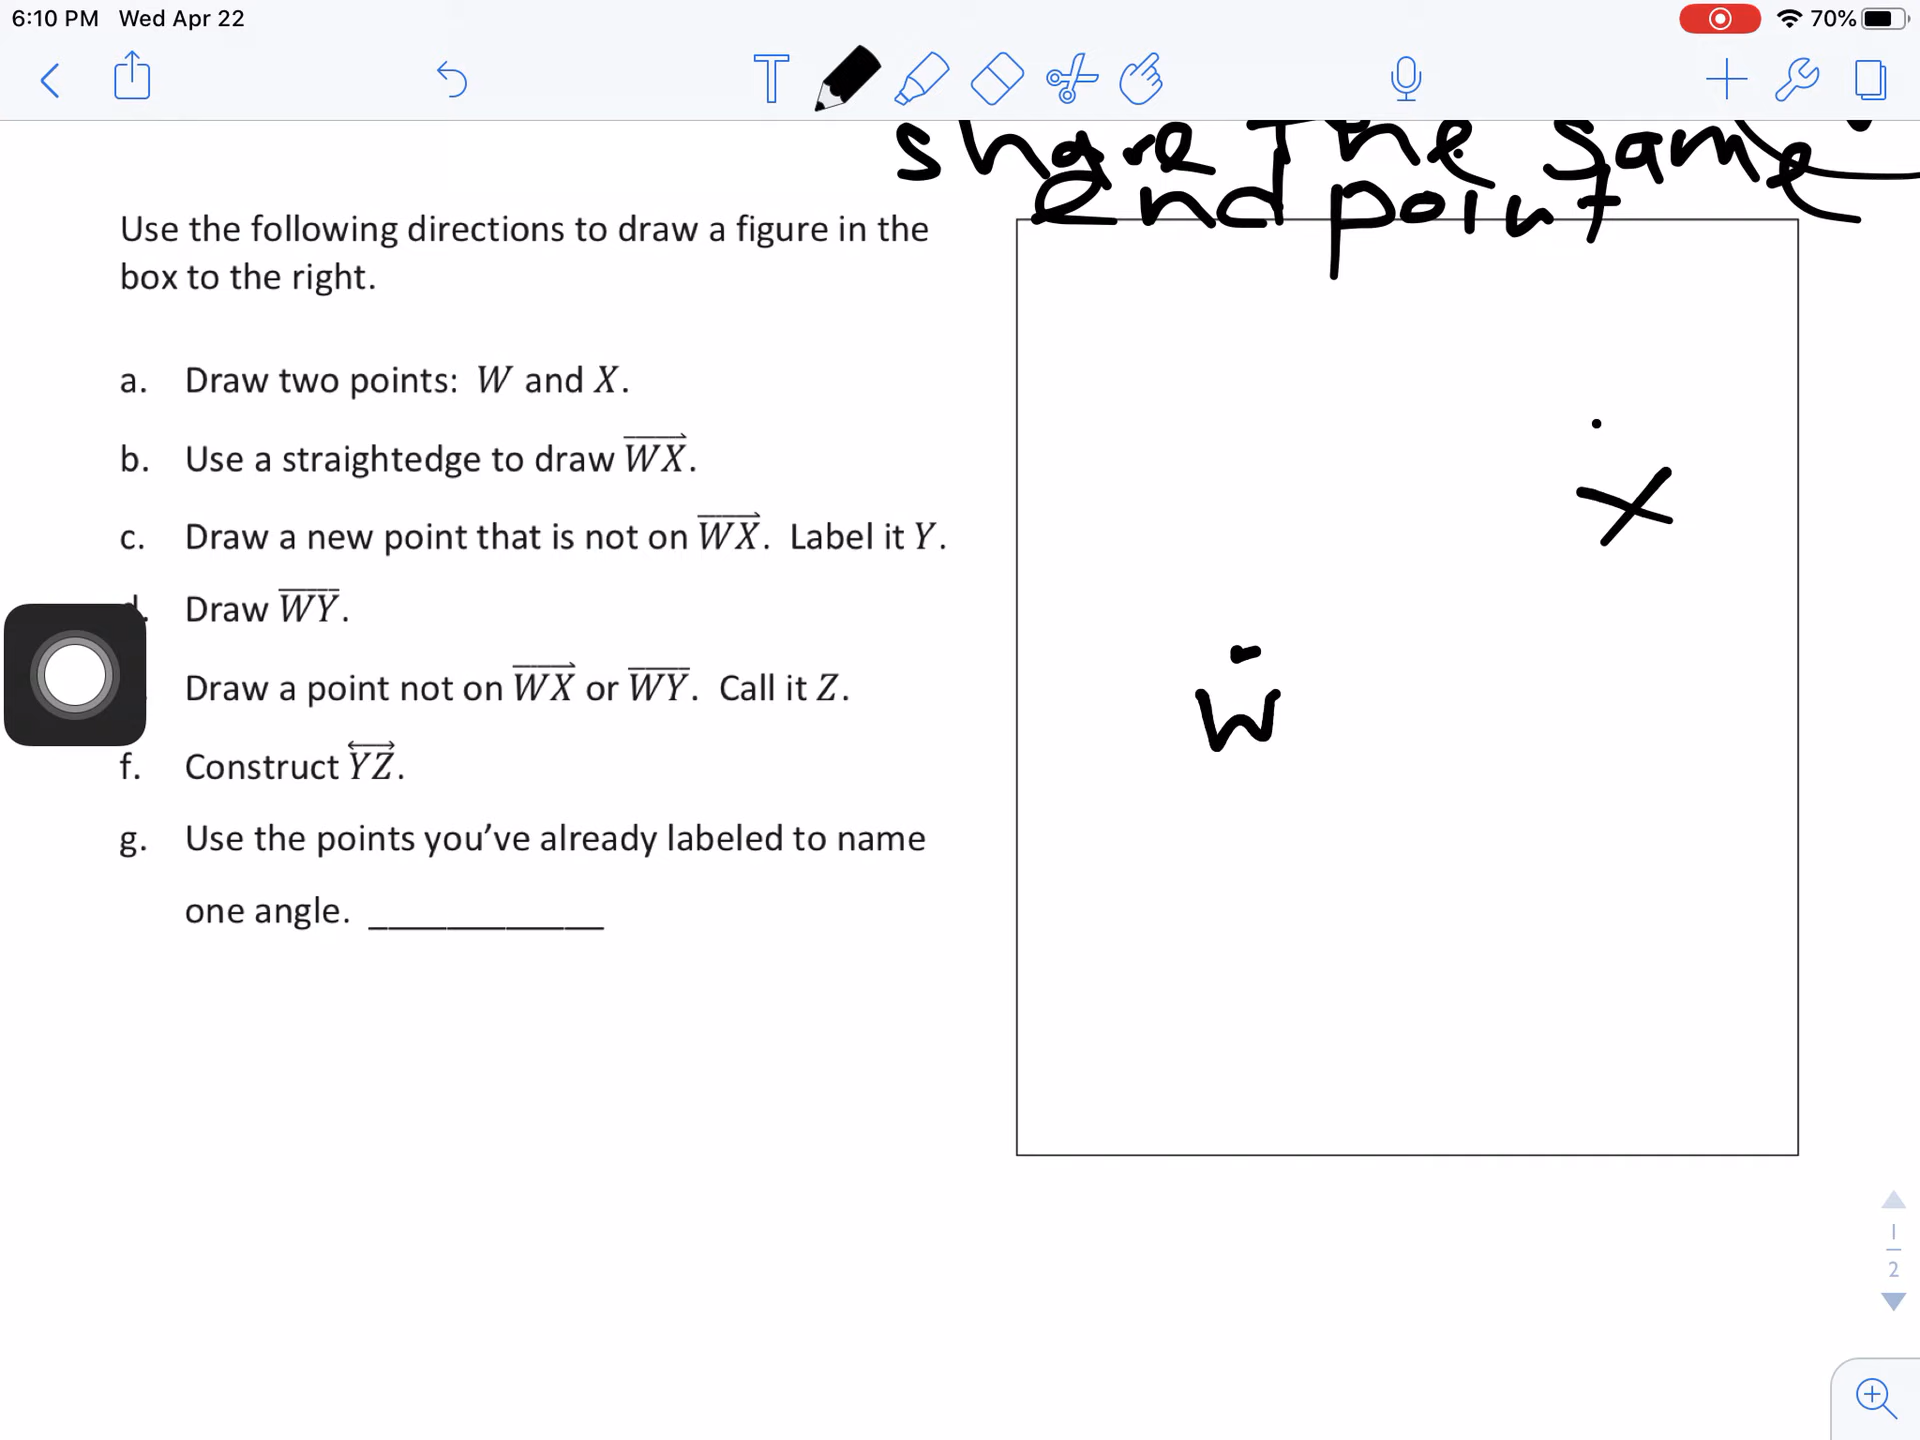 6:10 PM Wed Apr 22
70%
T
share The same
endpoint
Use the following directions to draw a figure in the
box to the right.
a. Draw two points: W and X.
b. Use a straightedge to draw WX.
c. Draw a new point that is not on WX. Label it Y.
d. Draw WY.
Draw a point not on WX or WY. Call it Z.
f. Construct YZ.
g. Use the points you’ve already labeled to name
one angle. ____________
X
W
1
2